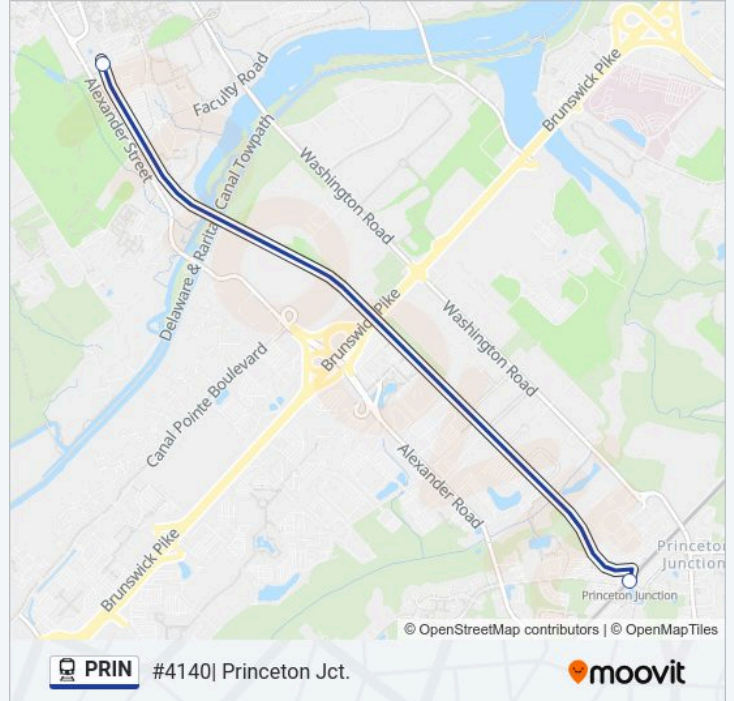 Faculty Road
Alexander Street
Brunswick Pike
Washington Road
Delaware & Raritan Canal Towpath
Brunswick Pike
Washington Road
Canal Pointe Boulevard
Alexander Road
Brunswick Pike
Princeton
Junction
Princeton Junction
© OpenStreetMap contributors | © OpenMapTiles
PRIN #4140| Princeton Jct. moovit